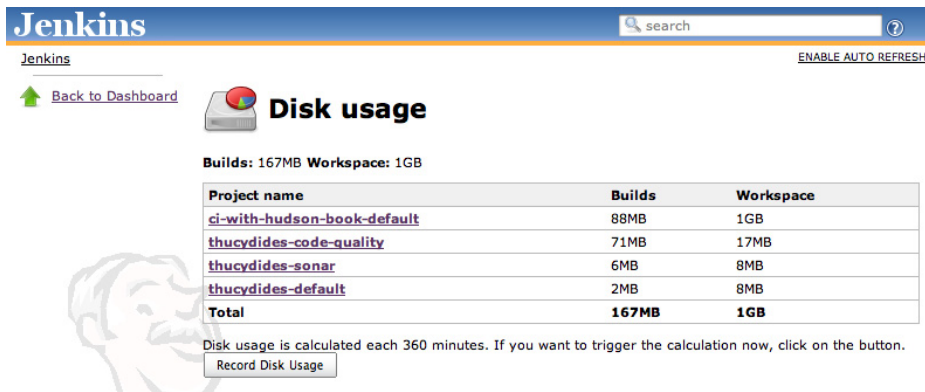 Jenkins
search
?
Jenkins
ENABLE AUTO REFRESH
Back to Dashboard
Disk usage
Builds: 167MB Workspace: 1GB
Project name Builds Workspace
ci-with-hudson-book-default 88MB 1GB
thucydides-code-quality 71MB 17MB
thucydides-sonar 6MB 8MB
thucydides-default 2MB 8MB
Total 167MB 1GB
Disk usage is calculated each 360 minutes. If you want to trigger the calculation now, click on the button.
Record Disk Usage